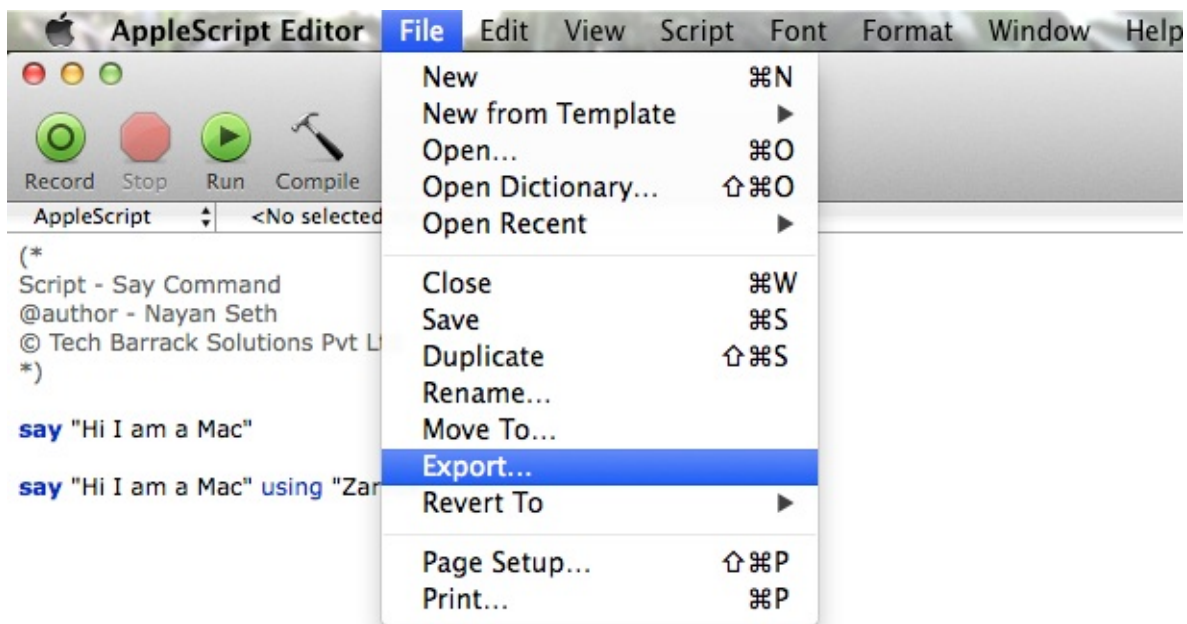 AppleScript Editor File Edit View Script Font Format Window Help
New ⌘N
New from Template ▶
Open... ⌘O
Open Dictionary... ⇧⌘O
Open Recent ▶
Close ⌘W
Save ⌘S
Duplicate ⇧⌘S
Rename...
Move To...
Export...
Revert To ▶
Page Setup... ⇧⌘P
Print... ⌘P
Record Stop Run Compile
AppleScript <No selected
(*
Script - Say Command
@author - Nayan Seth
© Tech Barrack Solutions Pvt
*)
say "Hi I am a Mac"
say "Hi I am a Mac" using "Zar